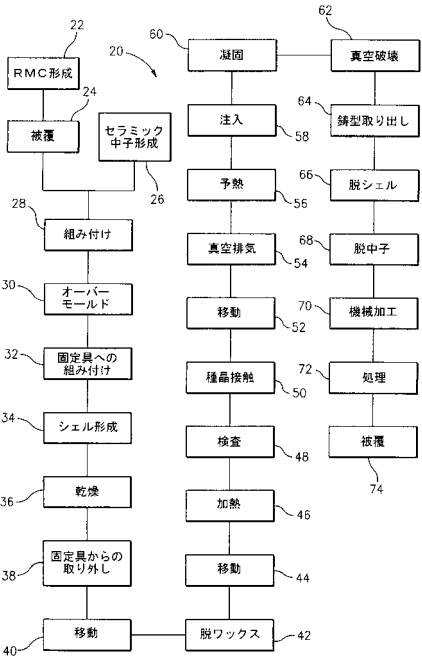 20
22
RMC形成
24
被覆
セラミック
中子形成
26
28
組み付け
30
オーバー
モールド
32
固定具への
組み付け
34
シェル形成
36
乾燥
38
固定具からの
取り外し
40
移動
脱ワックス
42
移動
44
加熱
46
検査
48
種晶接触
50
移動
52
真空排気
54
予熱
56
注入
58
60
凝固
62
真空破壊
64
鋳型取り出し
66
脱シェル
68
脱中子
70
機械加工
72
処理
被覆
74